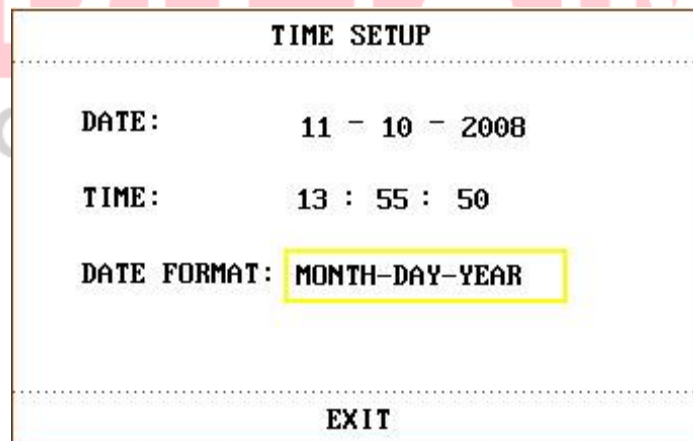 TIME SETUP
DATE: 11 - 10 - 2008
TIME: 13 : 55 : 50
DATE FORMAT: MONTH-DAY-YEAR
EXIT